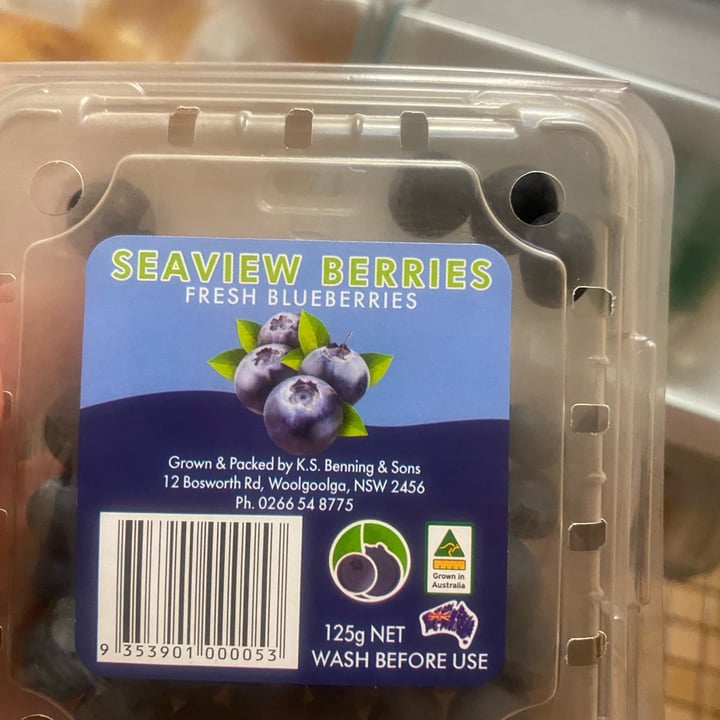 SEAVIEW BERRIES
FRESH BLUEBERRIES
Grown & Packed by K.S. Benning & Sons
12 Bosworth Rd, Woolgoolga, NSW 2456
Ph. 0266 54 8775
Grown in
Australia
9 353901 000053
125g NET
WASH BEFORE USE